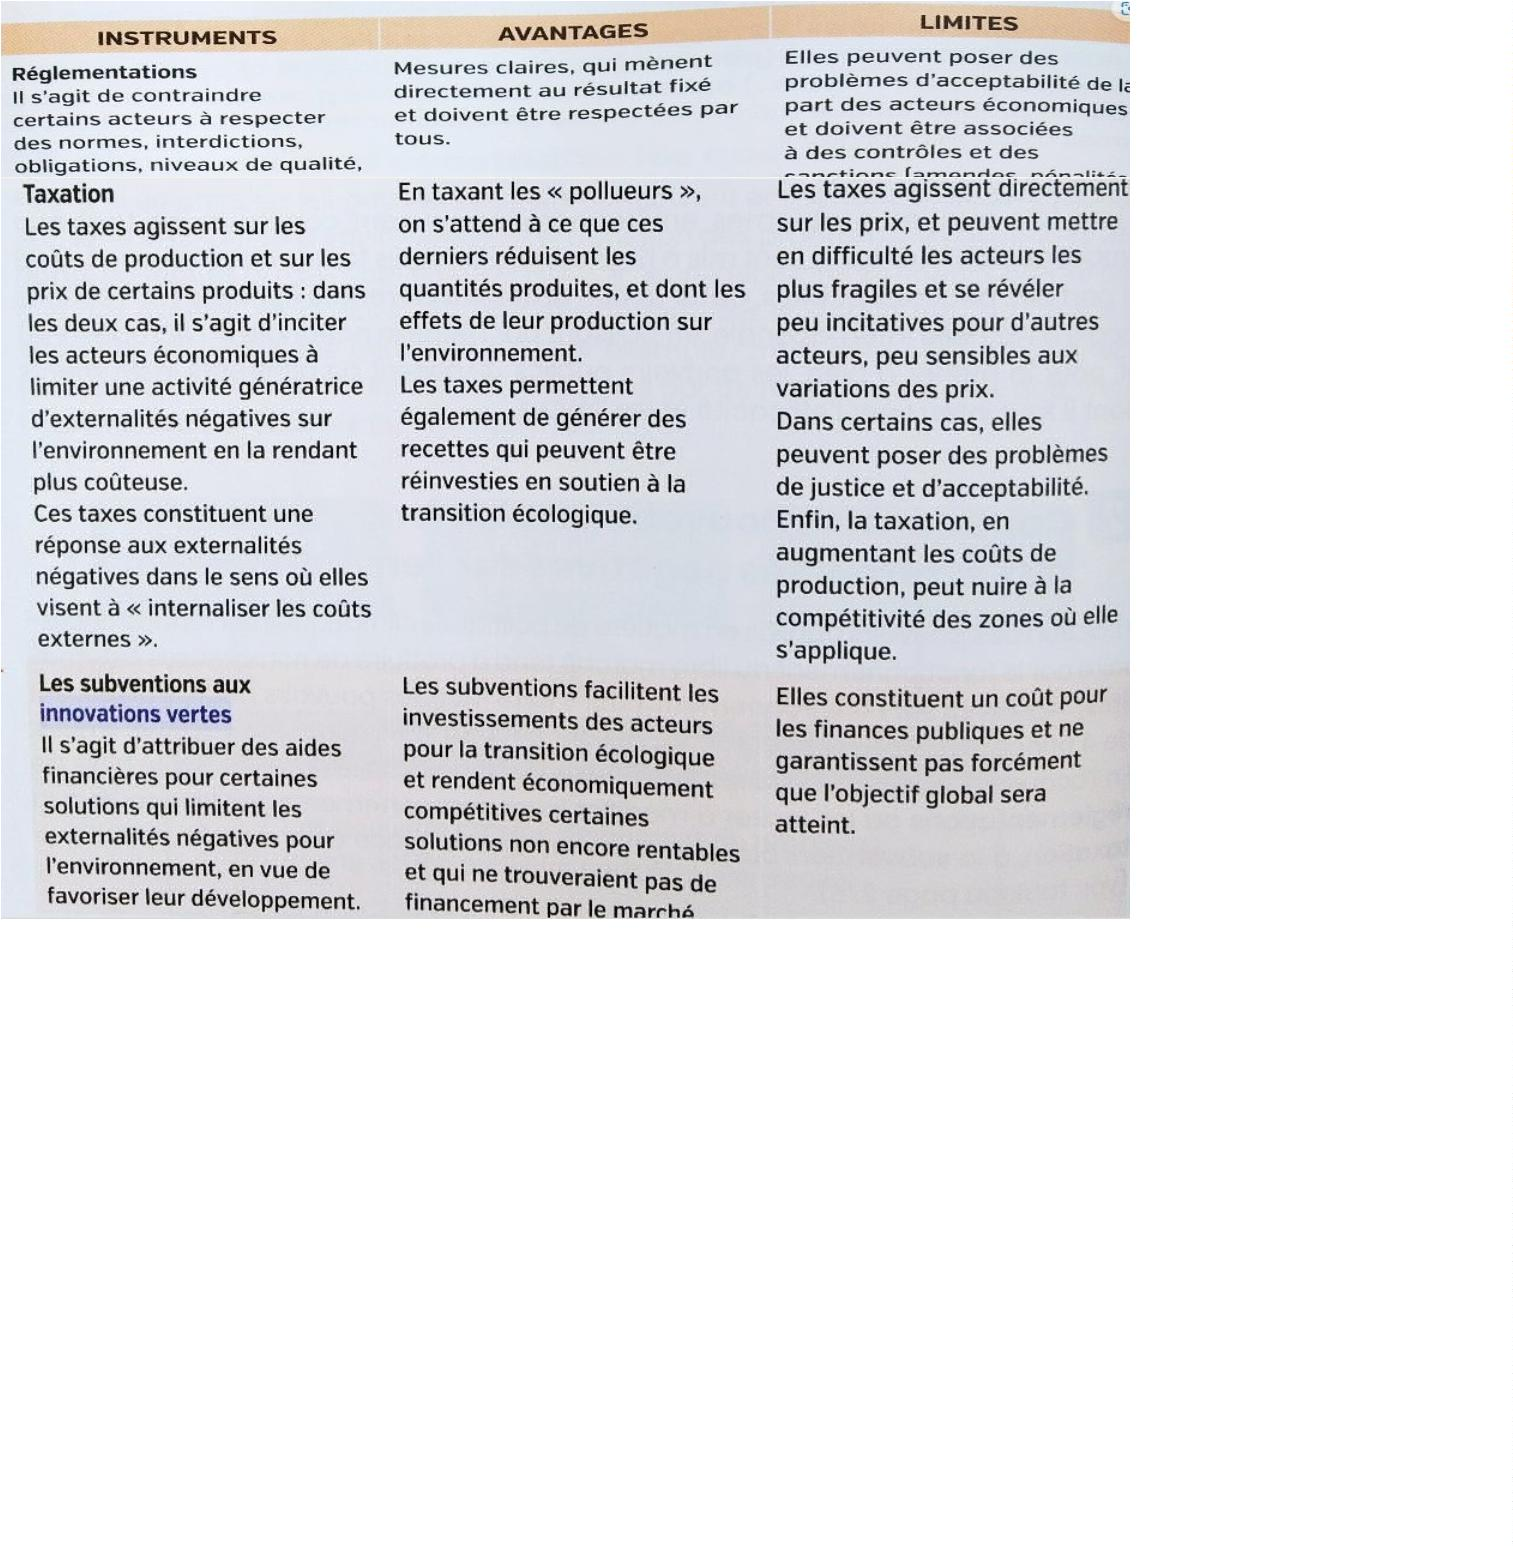 INSTRUMENTS
AVANTAGES
LIMITES
Réglementations
Il s'agit de contraindre
certains acteurs à respecter
des normes, interdictions,
obligations, niveaux de qualité,
Mesures claires, qui mènent
directement au résultat fixé
et doivent être respectées par
tous.
Elles peuvent poser des
problèmes d'acceptabilité de la
part des acteurs économiques
et doivent être associées
à des contrôles et des
sanctions (amendes,
Taxation
Les taxes agissent sur les
coûts de production et sur les
prix de certains produits : dans
les deux cas, il s'agit d'inciter
les acteurs économiques à
limiter une activité génératrice
d'externalités négatives sur
l'environnement en la rendant
plus coûteuse.
Ces taxes constituent une
réponse aux externalités
négatives dans le sens où elles
visent à « internaliser les coûts
externes ».
En taxant les « pollueurs »,
on s'attend à ce que ces
derniers réduisent les
quantités produites, et dont les
effets de leur production sur
l'environnement.
Les taxes permettent
également de générer des
recettes qui peuvent être
réinvesties en soutien à la
transition écologique.
Les taxes agissent directement
sur les prix, et peuvent mettre
en difficulté les acteurs les
plus fragiles et se révéler
peu incitatives pour d'autres
acteurs, peu sensibles aux
variations des prix.
Dans certains cas, elles
peuvent poser des problèmes
de justice et d'acceptabilité.
Enfin, la taxation, en
augmentant les coûts de
production, peut nuire à la
compétitivité des zones où elle
s'applique.
Les subventions aux
innovations vertes
Il s'agit d'attribuer des aides
financières pour certaines
solutions qui limitent les
externalités négatives pour
l'environnement, en vue de
favoriser leur développement.
Les subventions facilitent les
investissements des acteurs
pour la transition écologique
et rendent économiquement
compétitives certaines
solutions non encore rentables
et qui ne trouveraient pas de
financement par le marché
Elles constituent un coût pour
les finances publiques et ne
garantissent pas forcément
que l'objectif global sera
atteint.